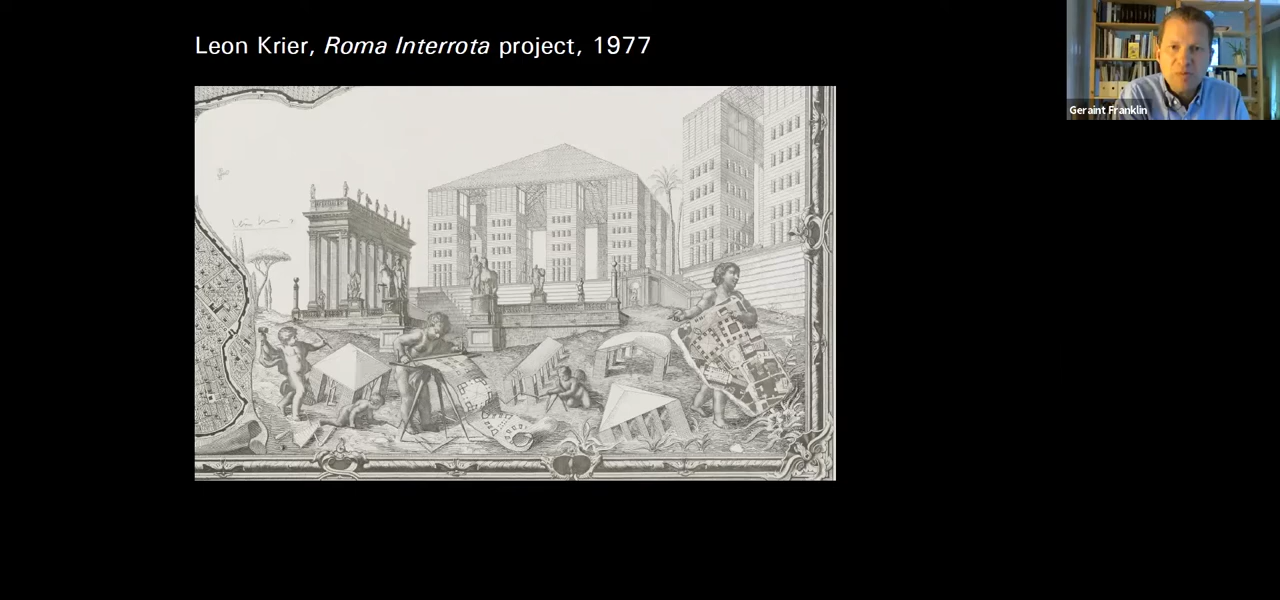 Leon Krier, Roma Interrota project, 1977
Geraint Franklin